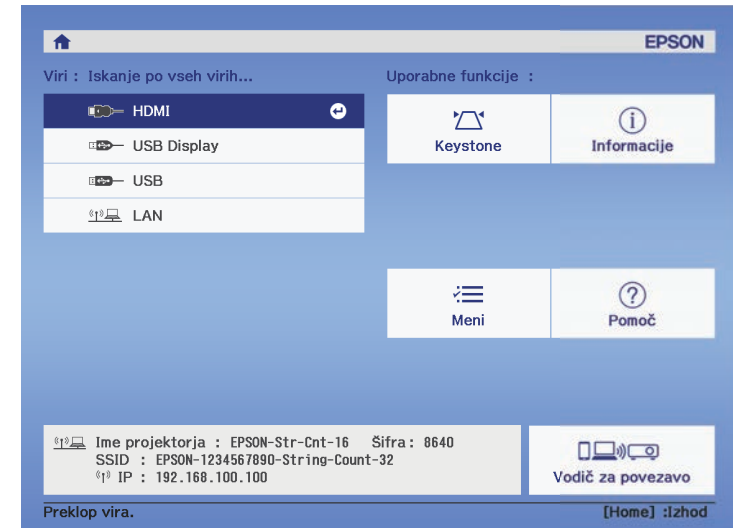 EPSON
Viri : Iskanje po vseh virih...
HDMI
USB Display
USB
LAN
Uporabne funkcije :
Keystone
Informacije
Meni
Pomoč
Ime projektorja : EPSON-Str-Cnt-16 Šifra: 8640
SSID : EPSON-1234567890-String-Count-32
IP : 192.168.100.100
Vodič za povezavo
Preklop vira.
[Home] :Izhod